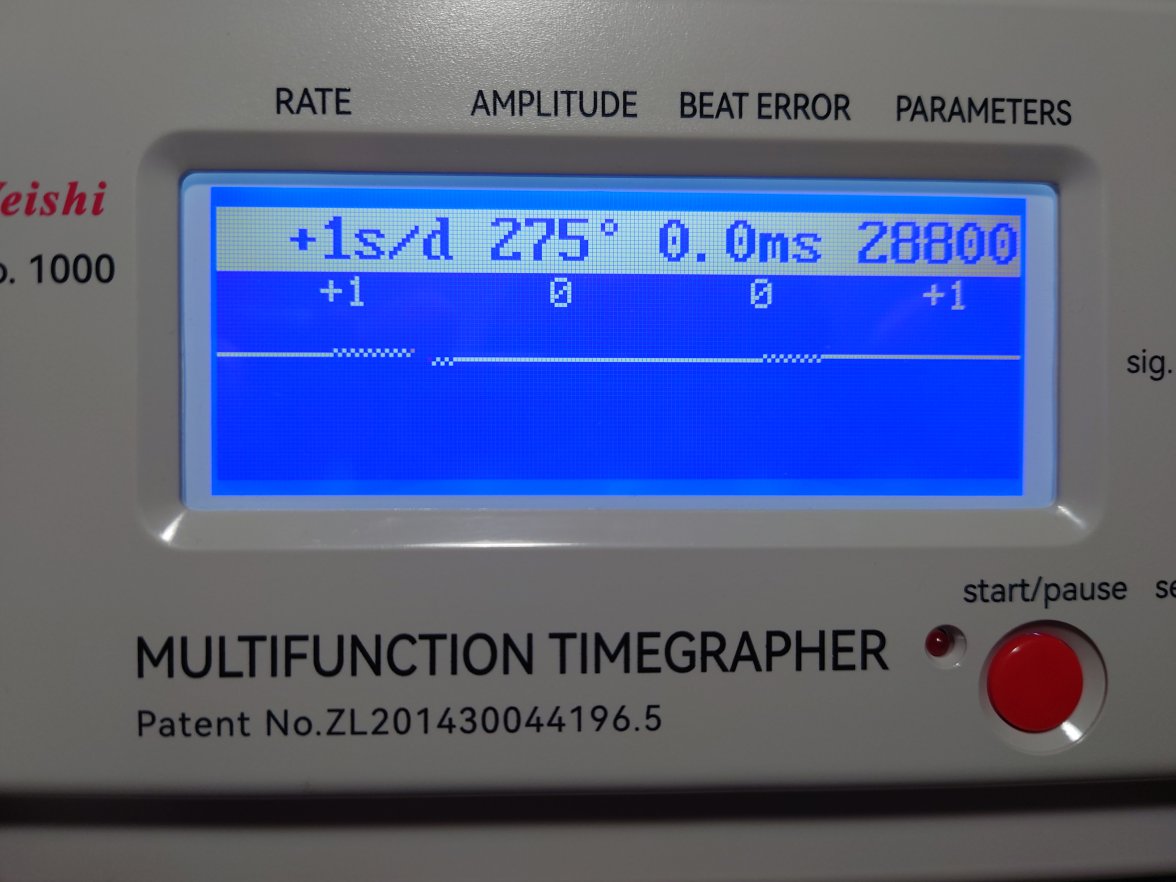 RATE AMPLITUDE BEAT ERROR PARAMETERS
eishi
. 1000
+1s/d 275° 0.0ms 28800
+1 0 0 +1
sig.
start/pause se
MULTIFUNCTION TIMEGRAPHER
Patent No.ZL201430044196.5